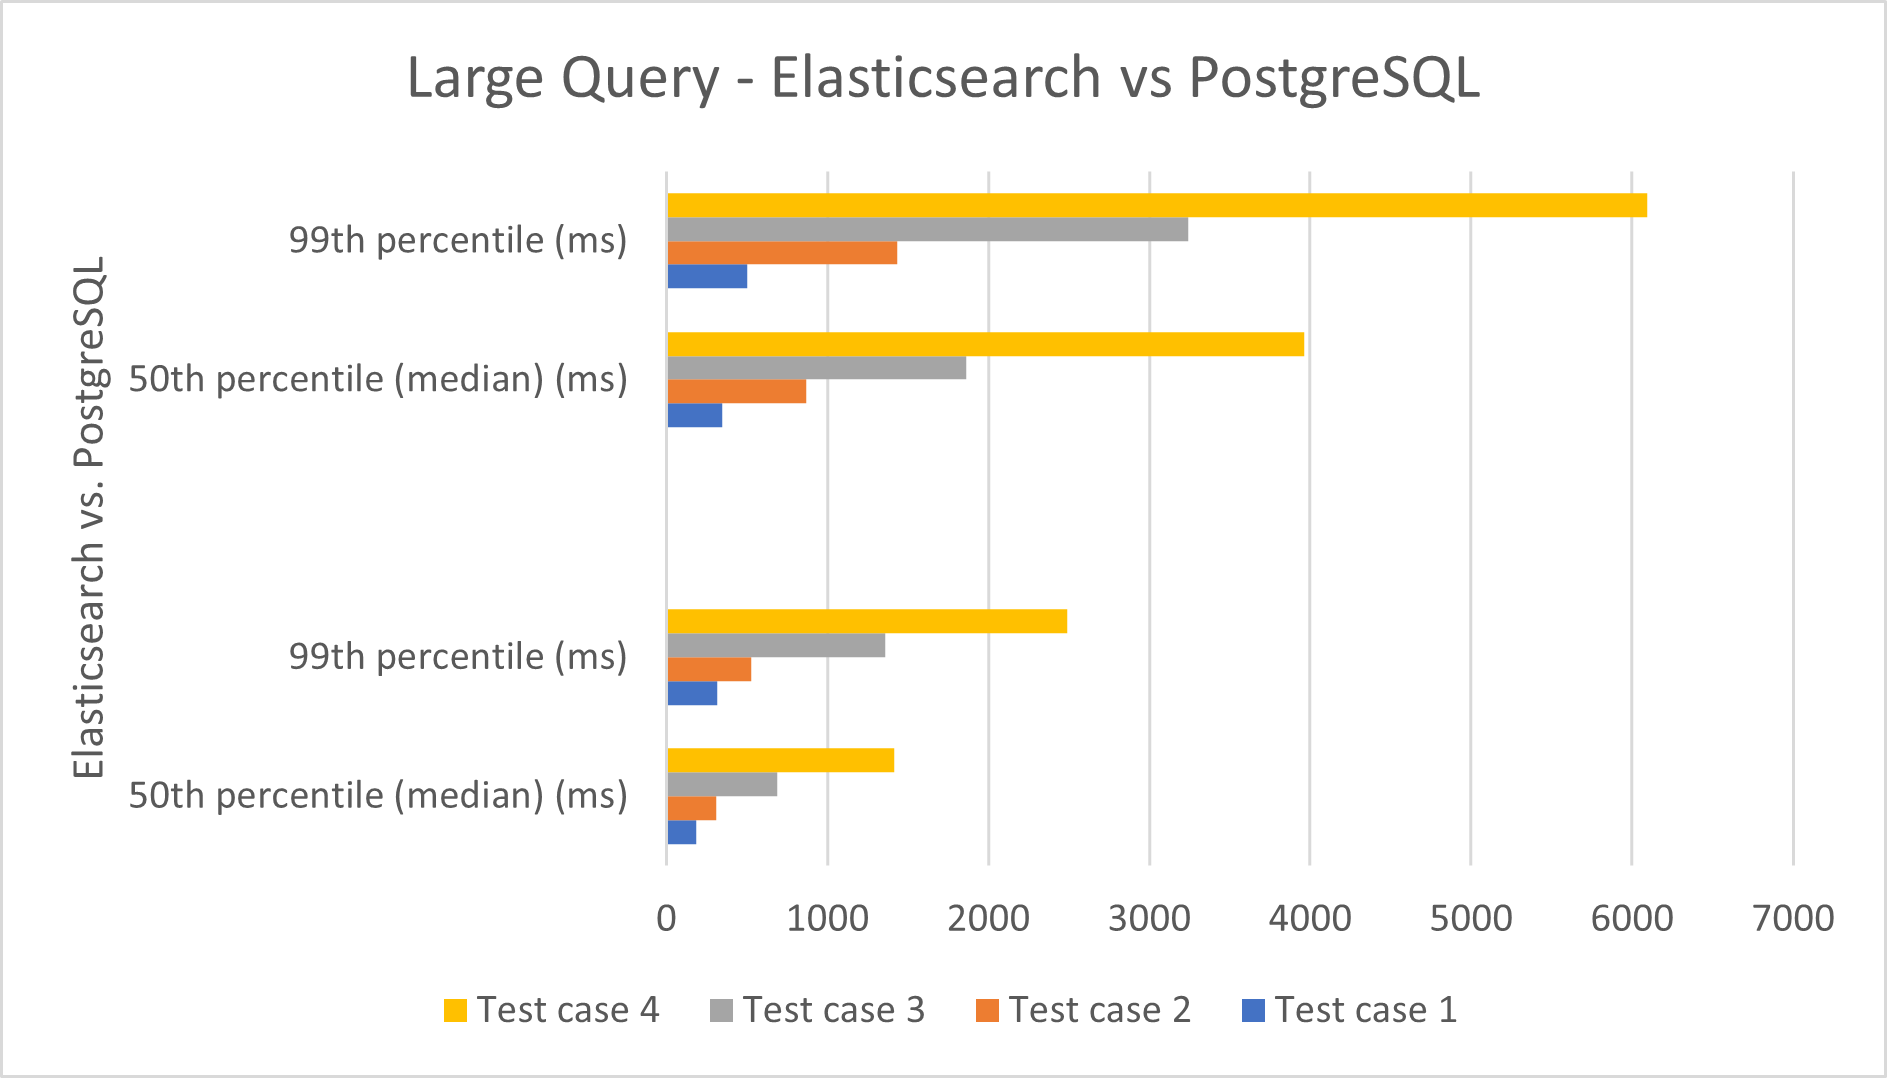 Large Query - Elasticsearch vs PostgreSQL
Elasticsearch vs. PostgreSQL
99th percentile (ms)
50th percentile (median) (ms)
99th percentile (ms)
50th percentile (median) (ms)
0 1000 2000 3000 4000 5000 6000 7000
Test case 4 Test case 3 Test case 2 Test case 1